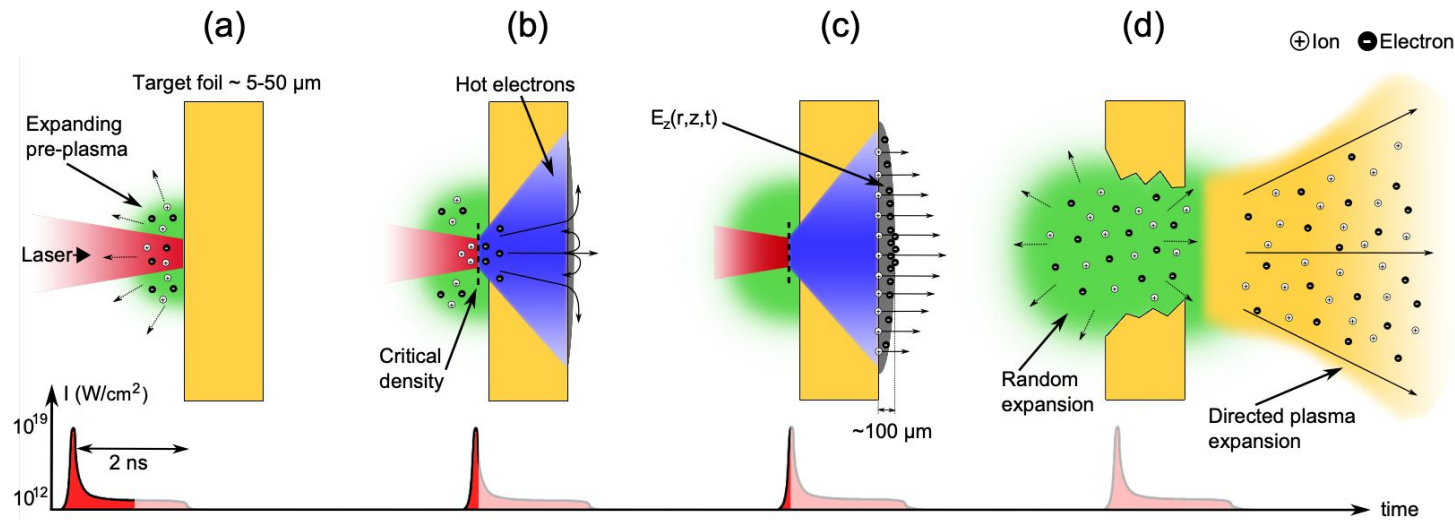 (a)
(b)
(c)
(d)
+ Ion
- Electron
Target foil ~ 5-50 µm
Expanding
pre-plasma
Laser
Hot electrons
Critical
density
E_z(r,z,t)
~100 µm
Random
expansion
Directed plasma
expansion
I (W/cm²)
10¹⁹
2 ns
10¹²
time